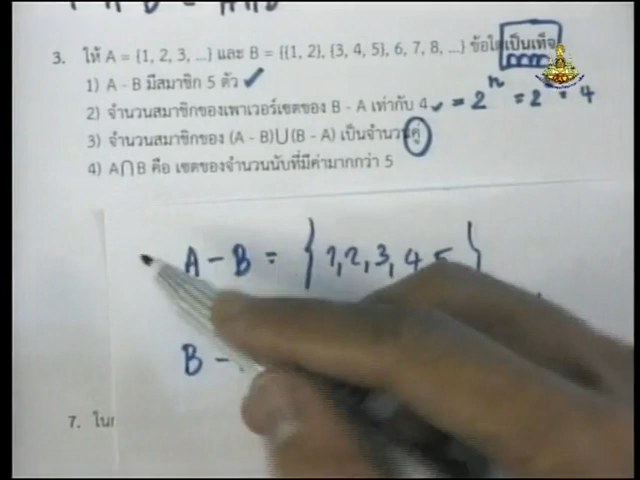 3. ให้ A = {1, 2, 3, ...} และ B = {{1, 2}, {3, 4, 5}, 6, 7, 8, ...} ข้อใดเป็นเท็จ
1) A - B มีสมาชิก 5 ตัว ✓
2) จำนวนสมาชิกของเพาเวอร์เซตของ B - A เท่ากับ 4 ✓ = 2ⁿ = 2 = 4
3) จำนวนสมาชิกของ (A - B)∪(B - A) เป็นจำนวนคู่
4) A∩B คือ เซตของจำนวนนับที่มีค่ามากกว่า 5
A - B = { 1, 2, 3, 4, 5 }
B -
7.